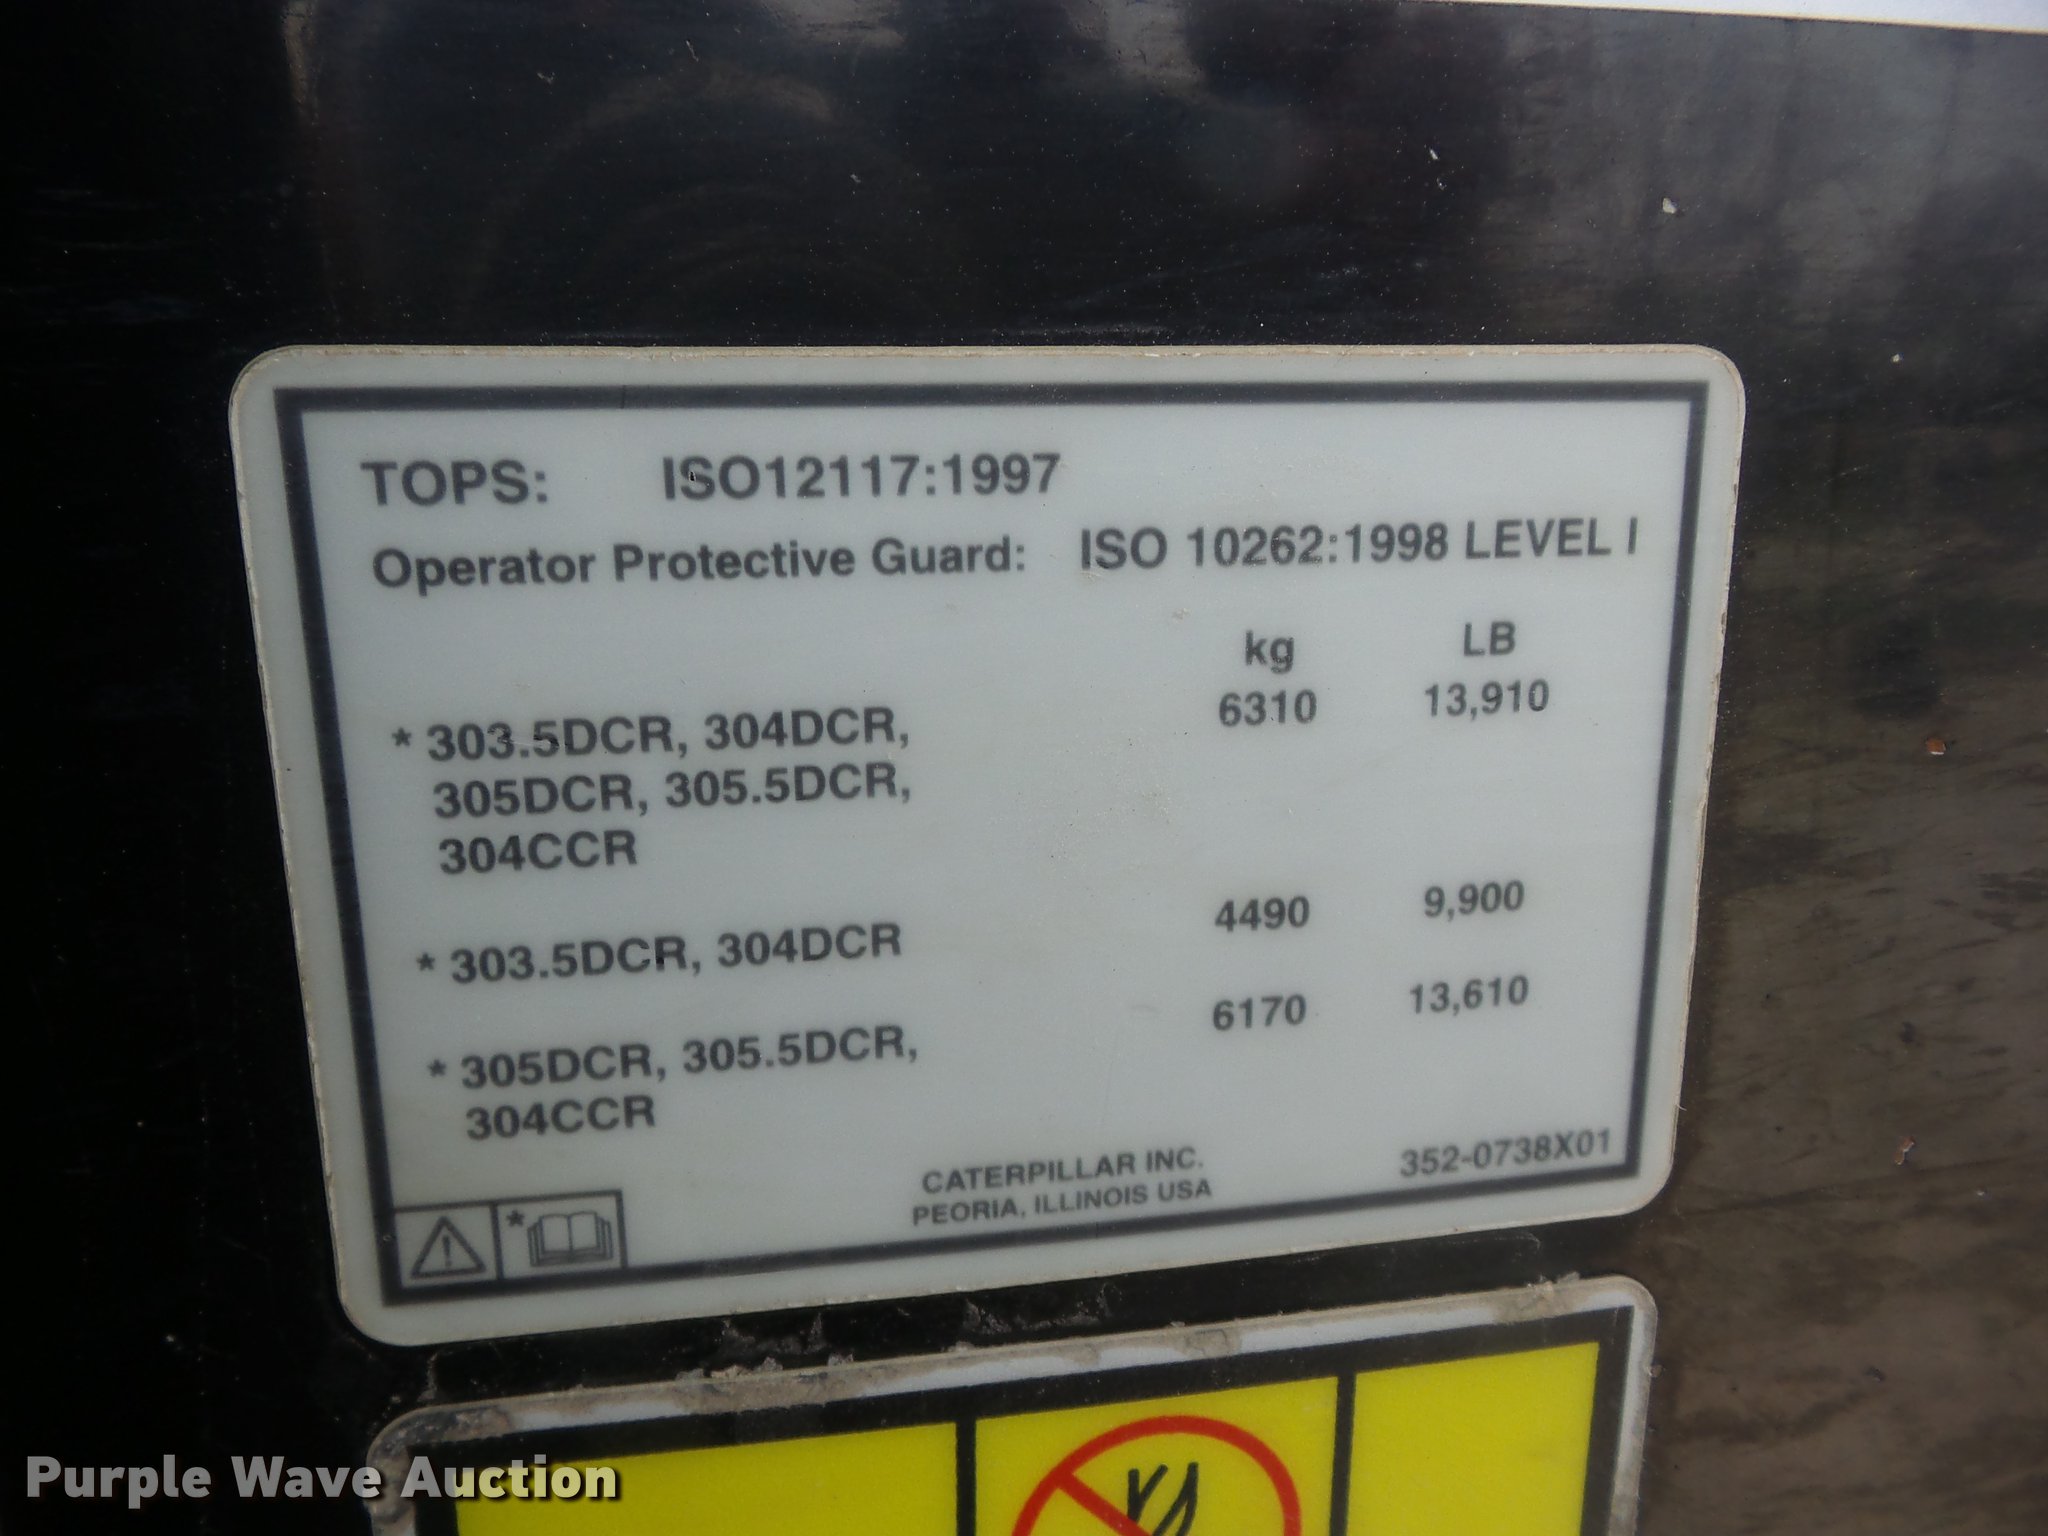 TOPS: ISO12117:1997
Operator Protective Guard: ISO 10262:1998 LEVEL I
kg LB
* 303.5DCR, 304DCR, 6310 13,910
305DCR, 305.5DCR,
304CCR
* 303.5DCR, 304DCR 4490 9,900
* 305DCR, 305.5DCR, 6170 13,610
304CCR
CATERPILLAR INC. 352-0738X01
PEORIA, ILLINOIS USA
*
Purple Wave Auction